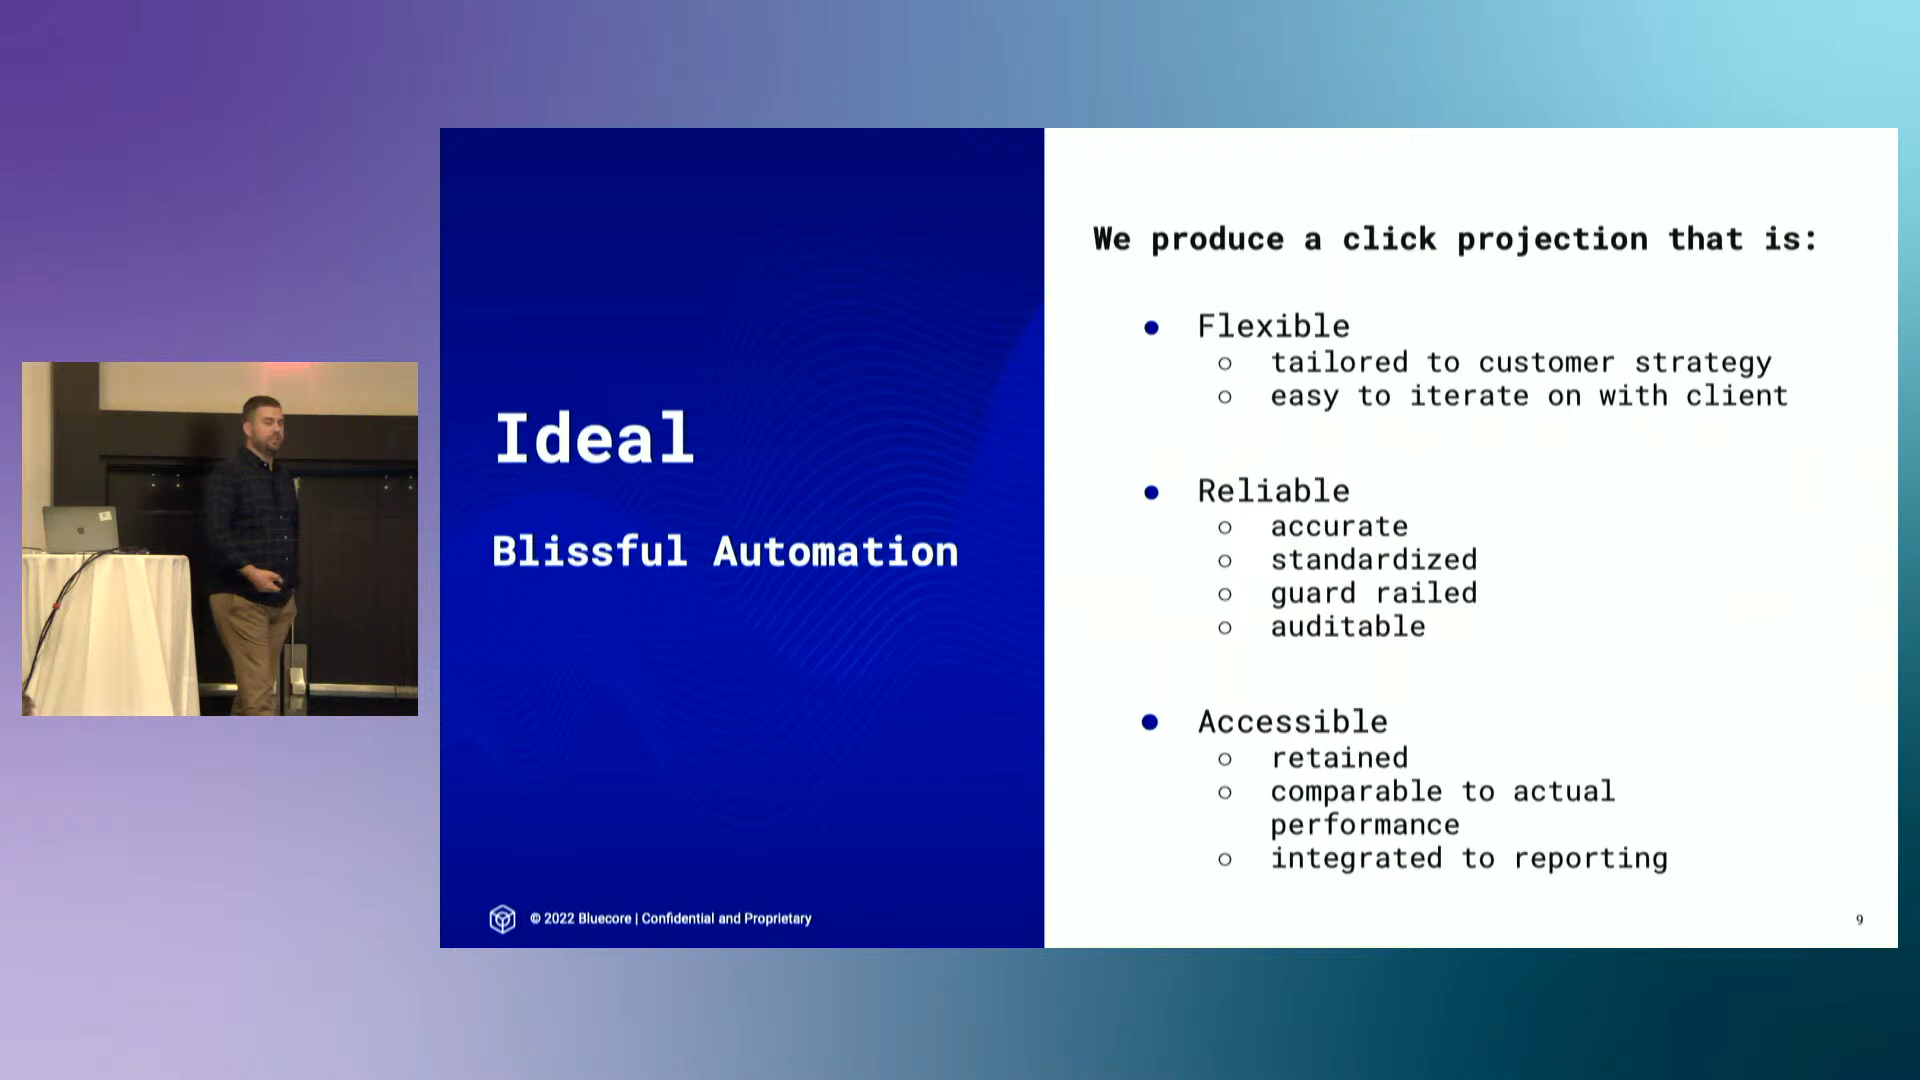 Ideal
Blissful Automation
© 2022 Bluecore | Confidential and Proprietary
We produce a click projection that is:
● Flexible
○ tailored to customer strategy
○ easy to iterate on with client
● Reliable
○ accurate
○ standardized
○ guard railed
○ auditable
● Accessible
○ retained
○ comparable to actual
performance
○ integrated to reporting
9